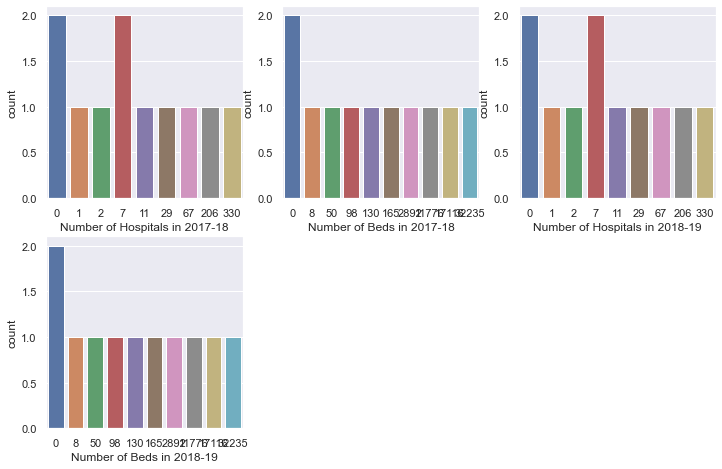 2.0
1.5
1.0
0.5
0.0
count
0 1 2 7 11 29 67 206 330
Number of Hospitals in 2017-18
2.0
1.5
1.0
0.5
0.0
count
0 8 50 98 130 165
Number of Beds in 2017-18
2.0
1.5
1.0
0.5
0.0
count
0 1 2 7 11 29 67 206 330
Number of Hospitals in 2018-19
2.0
1.5
1.0
0.5
0.0
count
0 8 50 98 130 165
Number of Beds in 2018-19